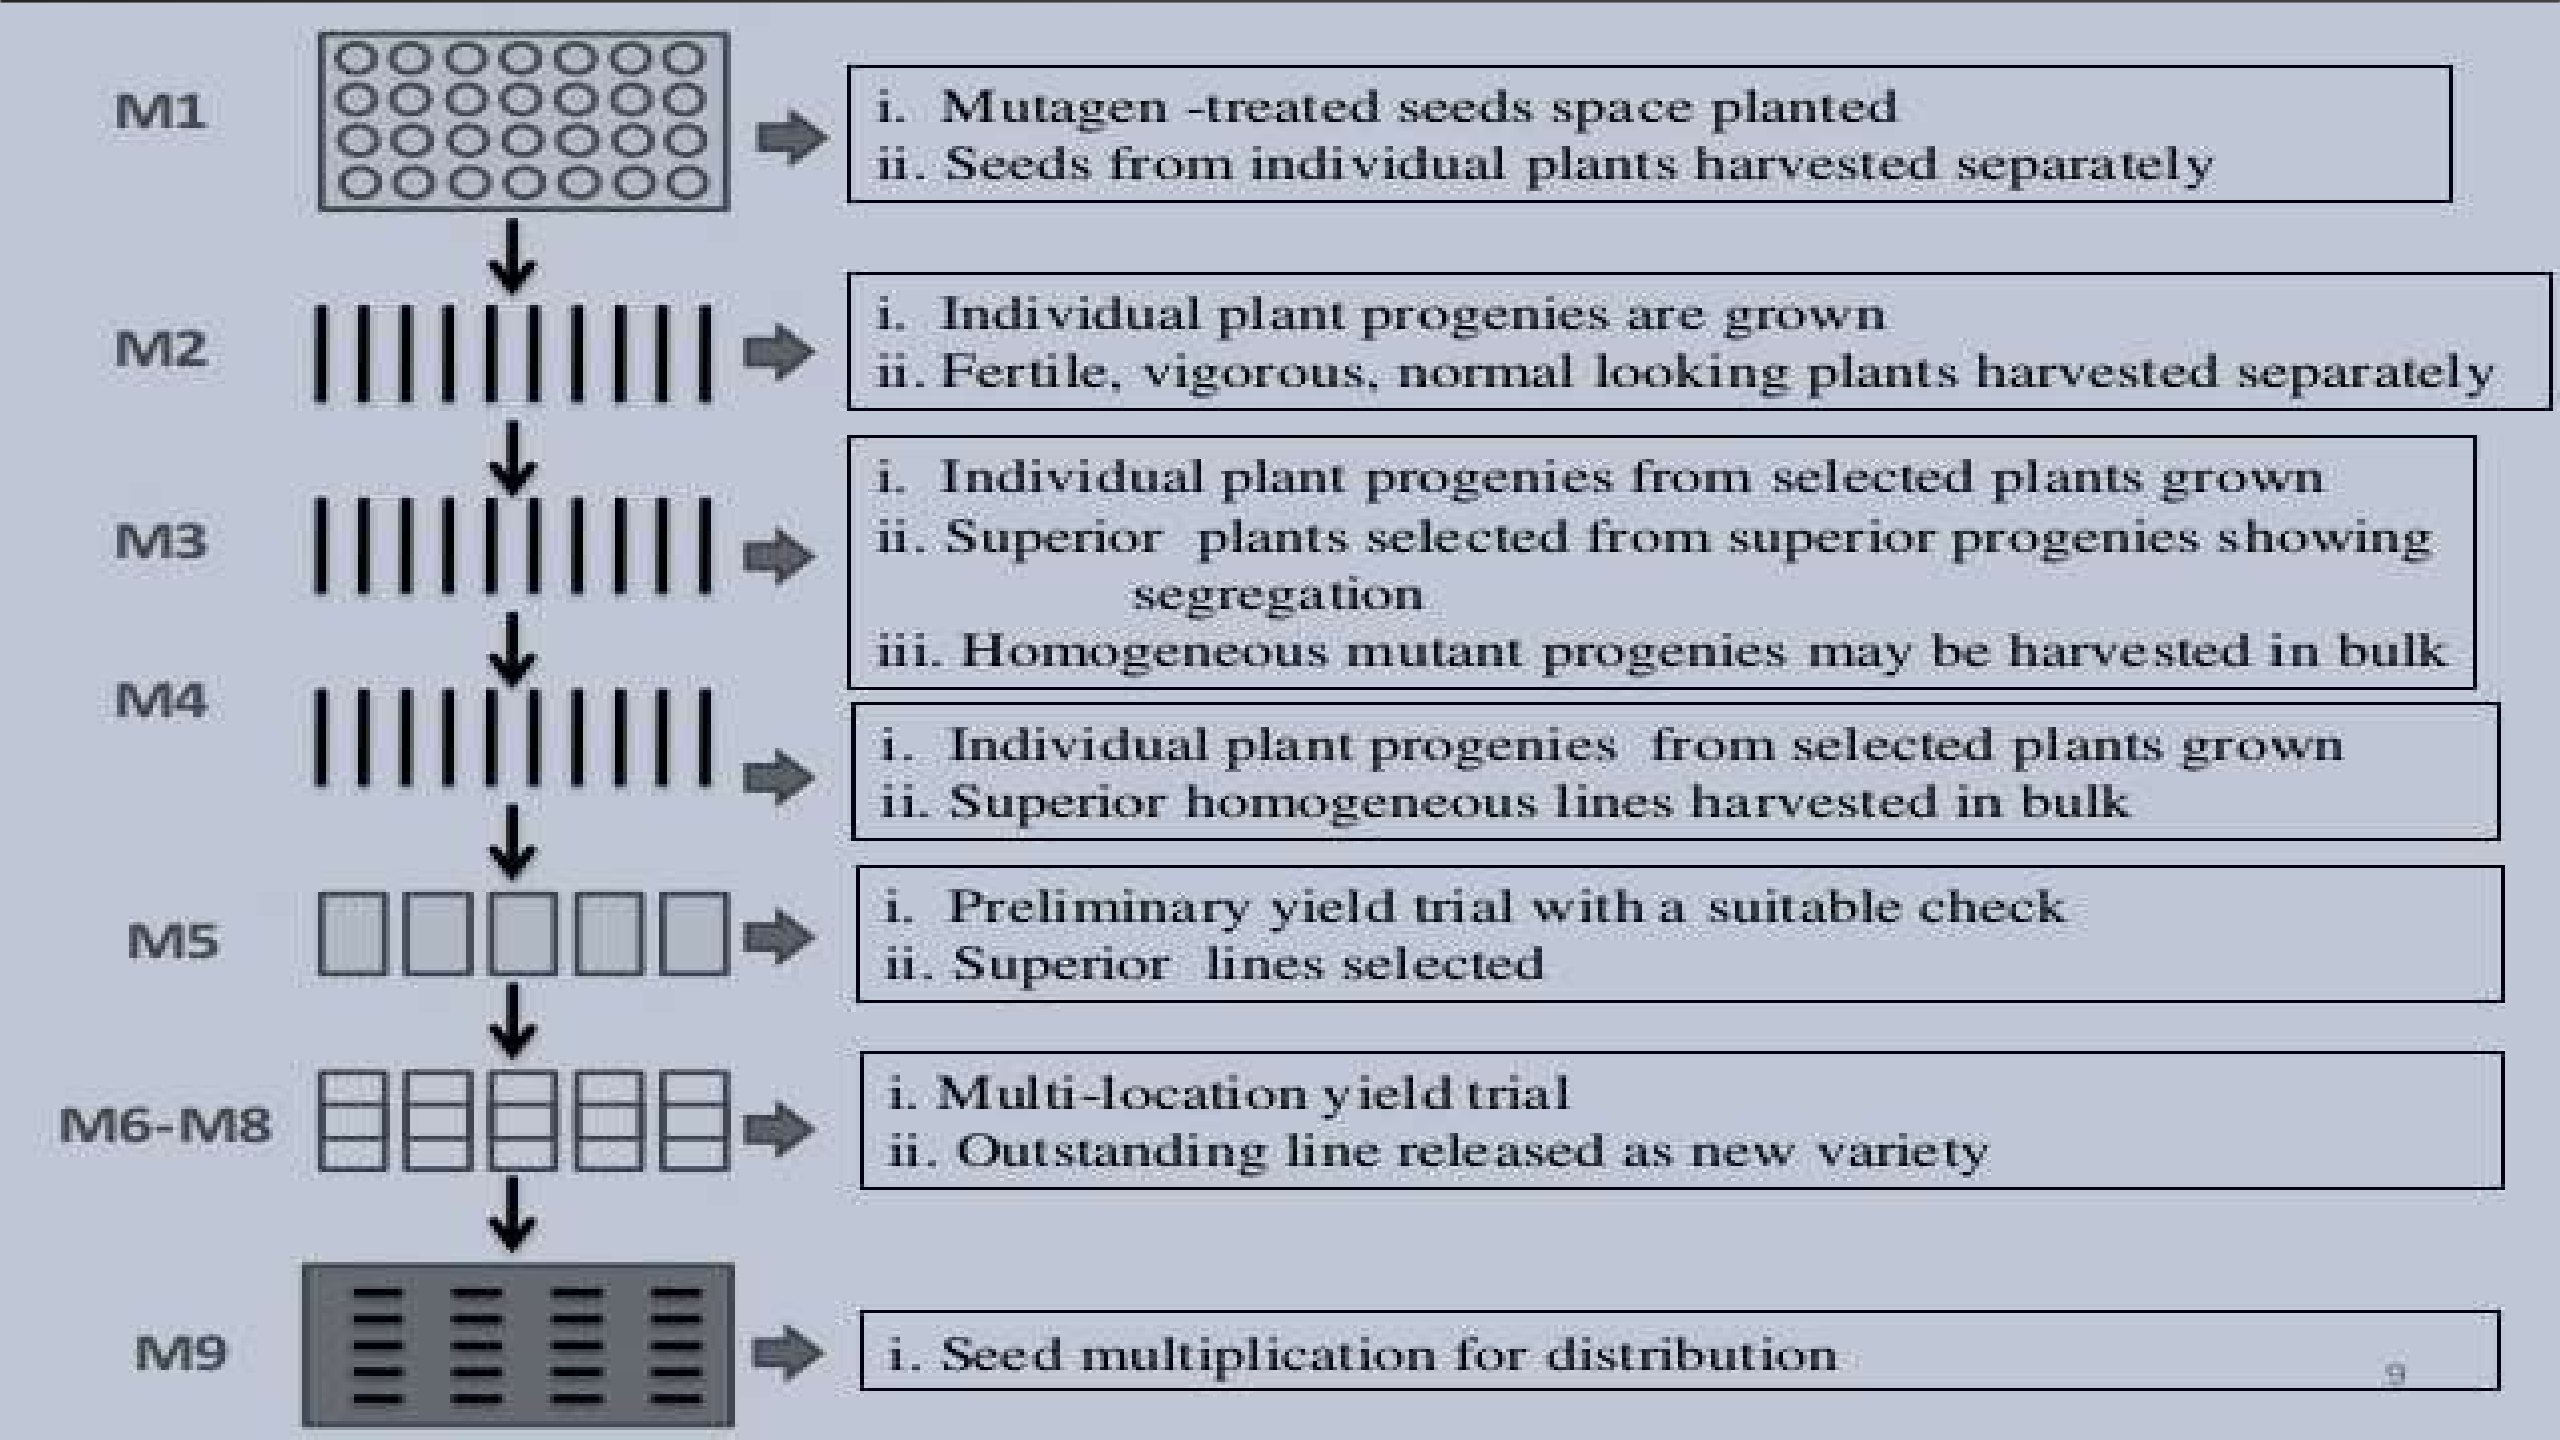 M1
i. Mutagen -treated seeds space planted
ii. Seeds from individual plants harvested separately
M2
i. Individual plant progenies are grown
ii. Fertile, vigorous, normal looking plants harvested separately
M3
i. Individual plant progenies from selected plants grown
ii. Superior plants selected from superior progenies showing
segregation
iii. Homogeneous mutant progenies may be harvested in bulk
M4
i. Individual plant progenies from selected plants grown
ii. Superior homogeneous lines harvested in bulk
M5
i. Preliminary yield trial with a suitable check
ii. Superior lines selected
M6-M8
i. Multi-location yield trial
ii. Outstanding line released as new variety
M9
i. Seed multiplication for distribution
9